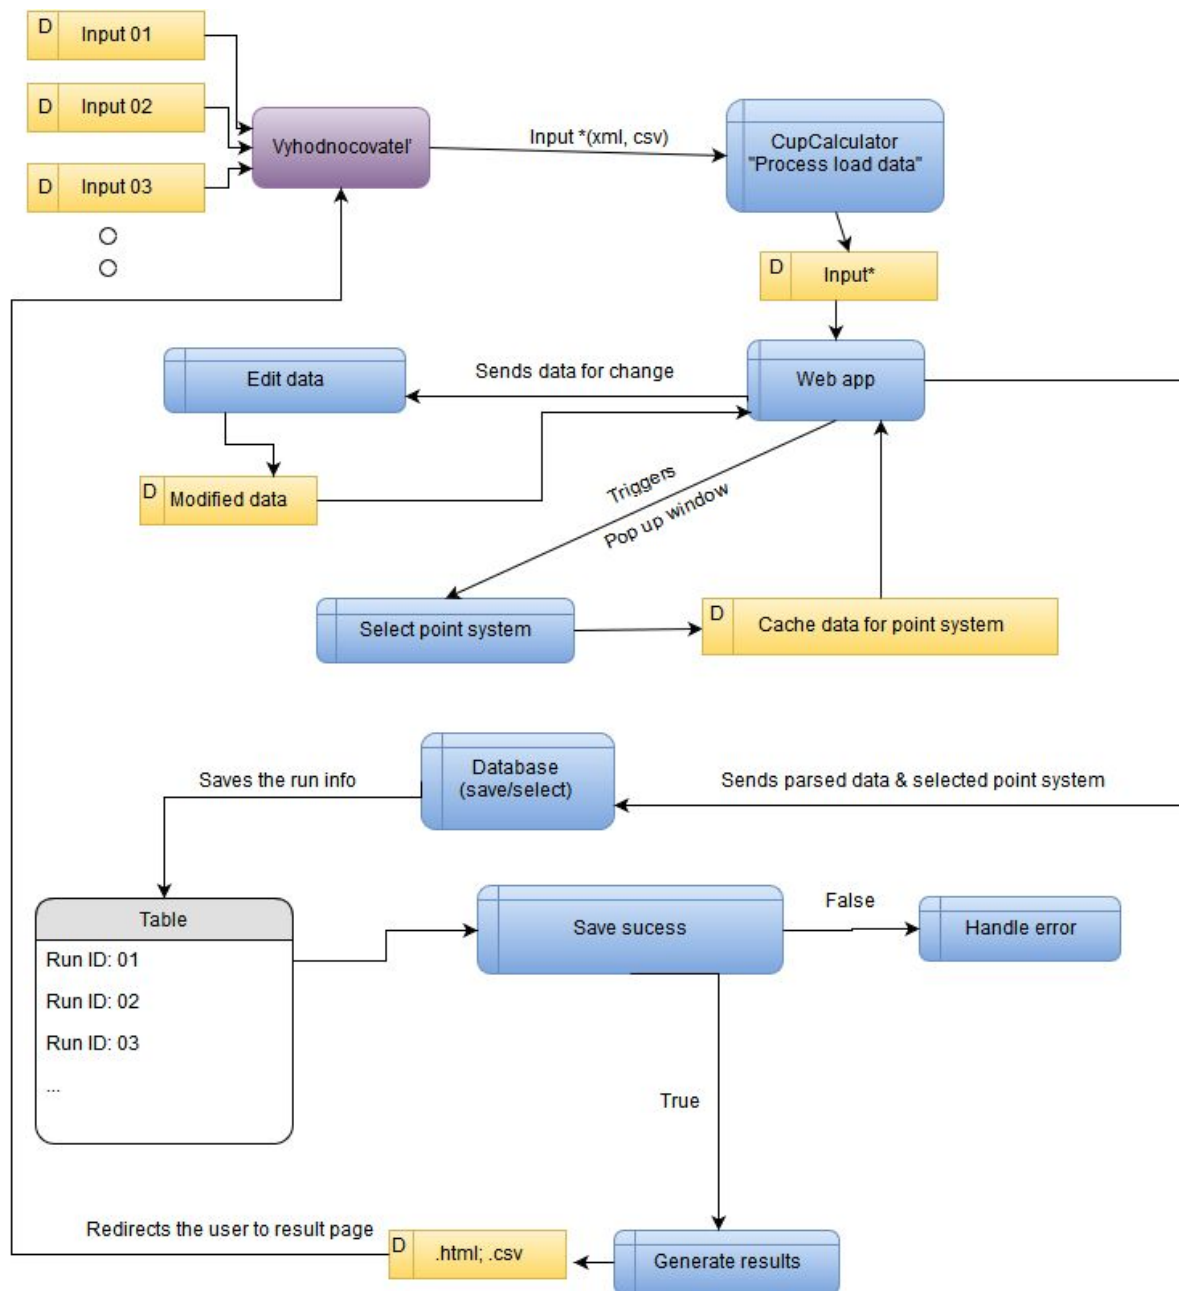 D Input 01
D Input 02
D Input 03
Vyhodnocovateľ
Input *(xml, csv)
CupCalculator
"Process load data"
D Input*
Edit data
Sends data for change
Web app
D Modified data
Triggers
Pop up window
Select point system
D Cache data for point system
Database
(save/select)
Saves the run info
Sends parsed data & selected point system
Table
Run ID: 01
Run ID: 02
Run ID: 03
...
Save sucess
False
Handle error
True
Redirects the user to result page
D .html; .csv
Generate results